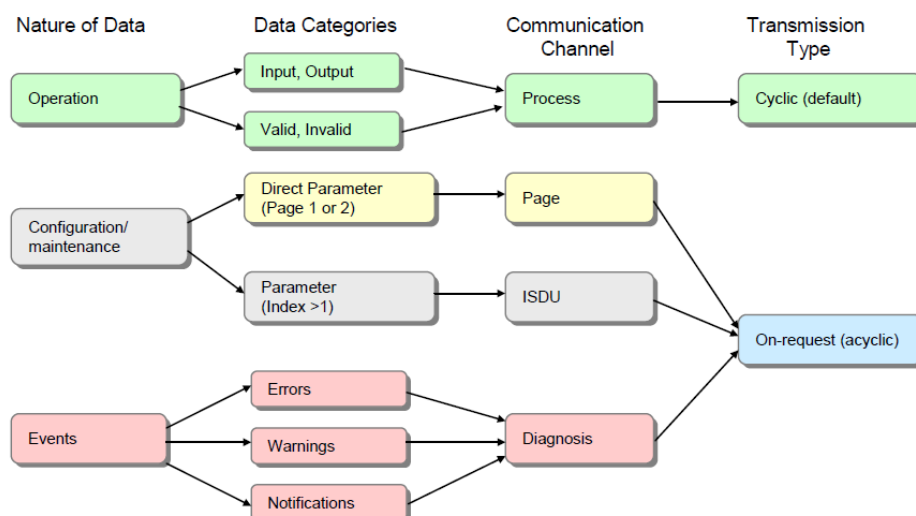 Nature of Data
Data Categories
Communication
Channel
Transmission
Type
Operation
Input, Output
Valid, Invalid
Process
Cyclic (default)
Configuration/
maintenance
Direct Parameter
(Page 1 or 2)
Page
Parameter
(Index >1)
ISDU
On-request (acyclic)
Events
Errors
Warnings
Notifications
Diagnosis